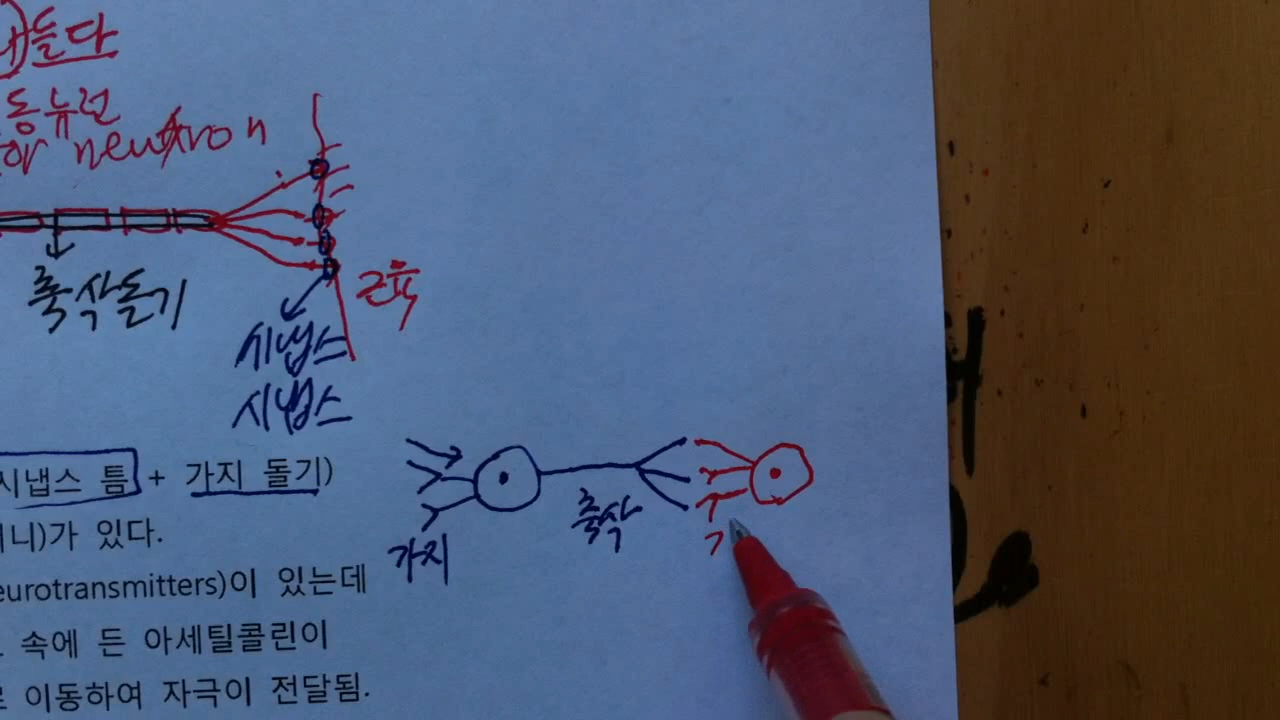 들다
동뉴런
or neutron
축삭돌기
근육
시냅스
시냅스
시냅스 틈 + 가지 돌기)
가지
축삭
니)가 있다.
eurotransmitters)이 있는데
속에 든 아세틸콜린이
이동하여 자극이 전달됨.